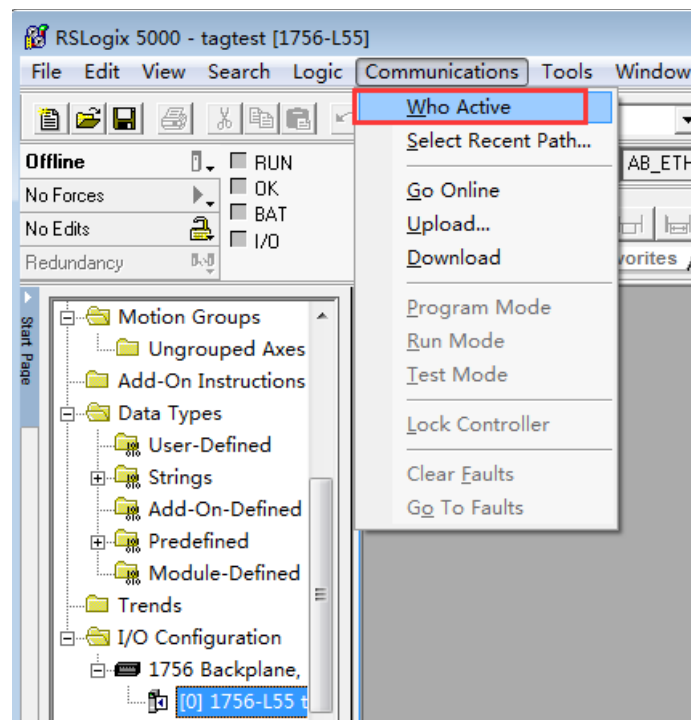 RSLogix 5000 - tagtest [1756-L55]
File Edit View Search Logic Communications Tools Window
Who Active
Select Recent Path...
Go Online
Upload...
Download
Program Mode
Run Mode
Test Mode
Lock Controller
Clear Faults
Go To Faults
Offline
RUN
No Forces
OK
No Edits
BAT
I/O
Redundancy
AB_ETH
vorites
Start Page
Motion Groups
Ungrouped Axes
Add-On Instructions
Data Types
User-Defined
Strings
Add-On-Defined
Predefined
Module-Defined
Trends
I/O Configuration
1756 Backplane,
[0] 1756-L55 t